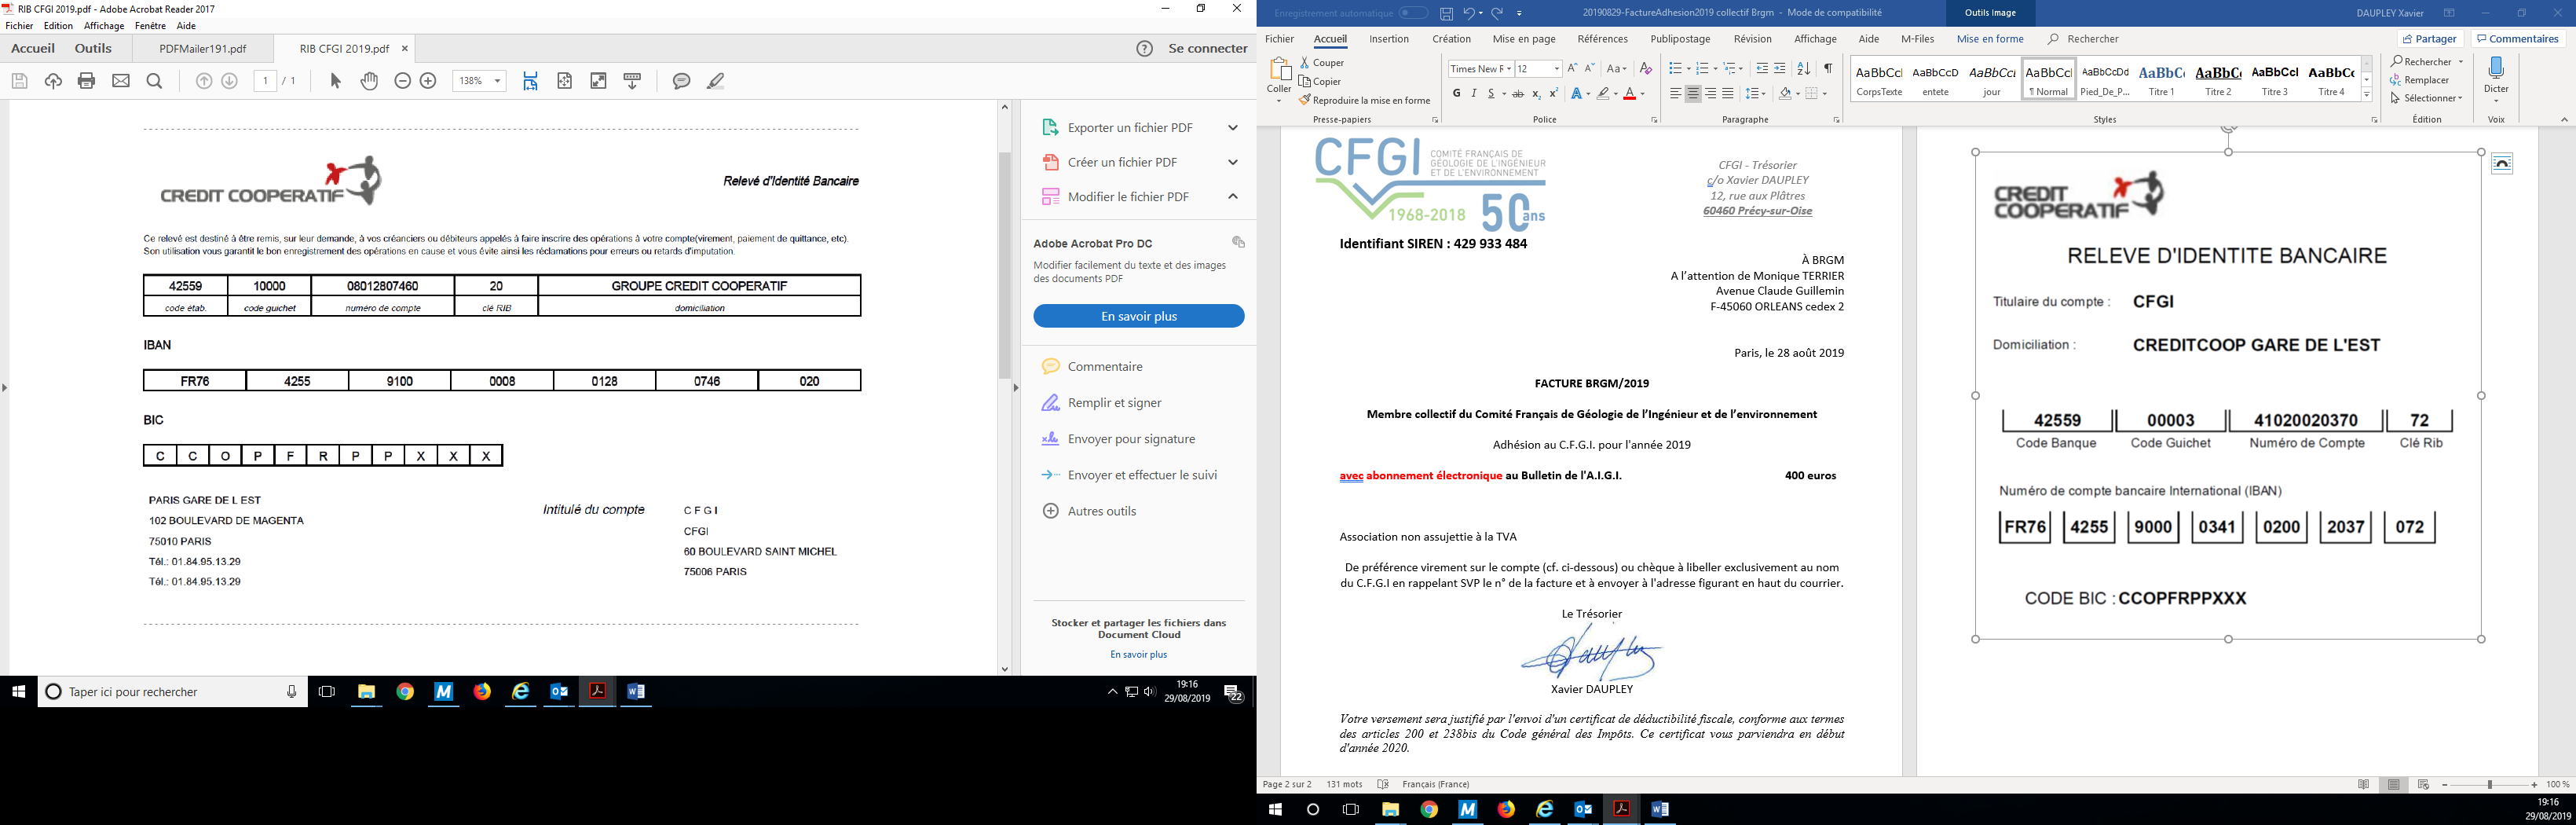 RIB CFGI 2019.pdf - Adobe Acrobat Reader 2017
Fichier Edition Affichage Fenêtre Aide
Accueil Outils PDFMailer191.pdf RIB CFGI 2019.pdf × ? Se connecter
1 / 1 138%
CREDIT COOPERATIF
Relevé d'Identité Bancaire
Ce relevé est destiné à être remis, sur leur demande, à vos créanciers ou débiteurs appelés à faire inscrire des opérations à votre compte(virement, paiement de quittance, etc).
Son utilisation vous garantit le bon enregistrement des opérations en cause et vous évite ainsi les réclamations pour erreurs ou retards d'imputation.
42559 10000 08012807460 20 GROUPE CREDIT COOPERATIF
code étab. code guichet numéro de compte clé RIB domiciliation
IBAN
FR76 4255 9100 0008 0128 0746 020
BIC
C C O P F R P P X X X
PARIS GARE DE L EST
102 BOULEVARD DE MAGENTA
75010 PARIS
Tél.: 01.84.95.13.29
Tél.: 01.84.95.13.29
Intitulé du compte
C F G I
CFGI
60 BOULEVARD SAINT MICHEL
75006 PARIS
Exporter un fichier PDF
Créer un fichier PDF
Modifier le fichier PDF
Adobe Acrobat Pro DC
Modifier facilement du texte et des images
des documents PDF
En savoir plus
Commentaire
Remplir et signer
Envoyer pour signature
Envoyer et effectuer le suivi
Autres outils
Stocker et partager les fichiers dans
Document Cloud
En savoir plus
Taper ici pour rechercher
19:16
29/08/2019
22
Enregistrement automatique 20190829-FactureAdhesion2019 collectif Brgm - Mode de compatibilité Outils Image DAUPLEY Xavier
Fichier Accueil Insertion Création Mise en page Références Publipostage Révision Affichage Aide M-Files Mise en forme Rechercher Partager Commentaires
Coller
Couper
Copier
Reproduire la mise en forme
Presse-papiers
Times New R 12
G I S ab x₂ x²
Police
Paragraphe
AaBbCcI AaBbCcD AaBbCcI AaBbCcI AaBbCcDd AaBbC AaBbC AaBbCcI AaBbC
CorpsTexte entete jour ¶ Normal Pied_De_P... Titre 1 Titre 2 Titre 3 Titre 4
Styles
Rechercher
Remplacer
Sélectionner
Édition
Dicter
Voix
CFGI
COMITÉ FRANÇAIS DE
GÉOLOGIE DE L'INGÉNIEUR
ET DE L'ENVIRONNEMENT
1968-2018 50 ans
CFGI - Trésorier
c/o Xavier DAUPLEY
12, rue aux Plâtres
60460 Précy-sur-Oise
Identifiant SIREN : 429 933 484
À BRGM
A l'attention de Monique TERRIER
Avenue Claude Guillemin
F-45060 ORLEANS cedex 2
Paris, le 28 août 2019
FACTURE BRGM/2019
Membre collectif du Comité Français de Géologie de l'Ingénieur et de l'environnement
Adhésion au C.F.G.I. pour l'année 2019
avec abonnement électronique au Bulletin de l'A.I.G.I. 400 euros
Association non assujettie à la TVA
De préférence virement sur le compte (cf. ci-dessous) ou chèque à libeller exclusivement au nom
du C.F.G.I en rappelant SVP le n° de la facture et à envoyer à l'adresse figurant en haut du courrier.
Le Trésorier
Xavier DAUPLEY
Votre versement sera justifié par l'envoi d'un certificat de déductibilité fiscale, conforme aux termes
des articles 200 et 238bis du Code général des Impôts. Ce certificat vous parviendra en début
d'année 2020.
CREDIT
COOPERATIF
RELEVE D'IDENTITE BANCAIRE
Titulaire du compte : CFGI
Domiciliation : CREDITCOOP GARE DE L'EST
42559 00003 41020020370 72
Code Banque Code Guichet Numéro de Compte Clé Rib
Numéro de compte bancaire International (IBAN)
FR76 4255 9000 0341 0200 2037 072
CODE BIC : CCOPFRPPXXX
Page 2 sur 2 131 mots Français (France) 100 %
19:16
29/08/2019